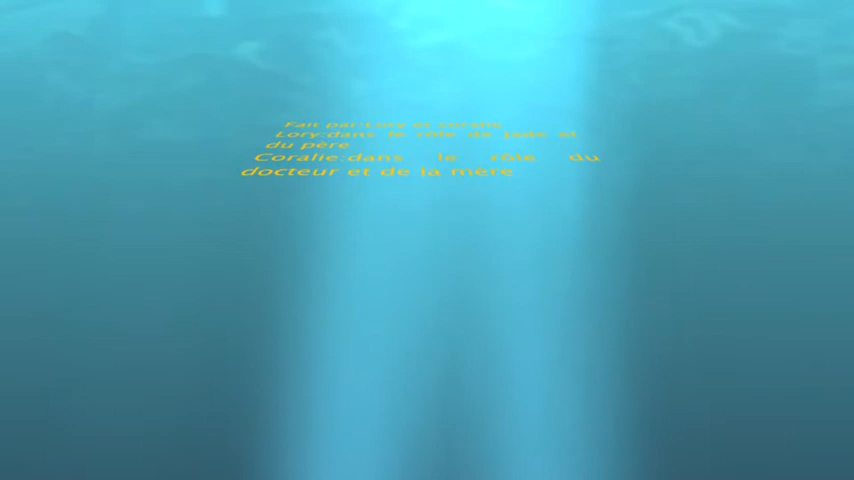 Fait par:Lory et coralie
Lory:dans le rôle de jade et
du père
Coralie:dans le rôle du
docteur et de la mère